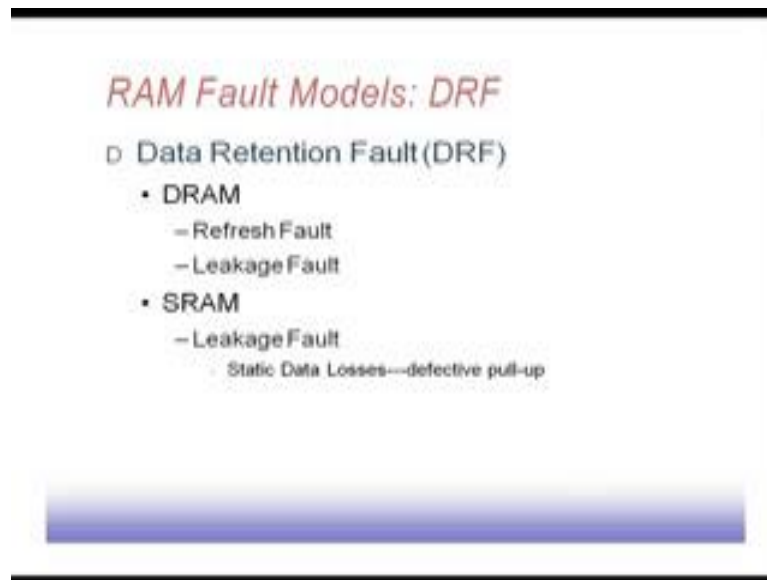 RAM Fault Models: DRF
D Data Retention Fault(DRF)
• DRAM
– Refresh Fault
– Leakage Fault
• SRAM
– Leakage Fault
Static Data Losses---defective pull-up